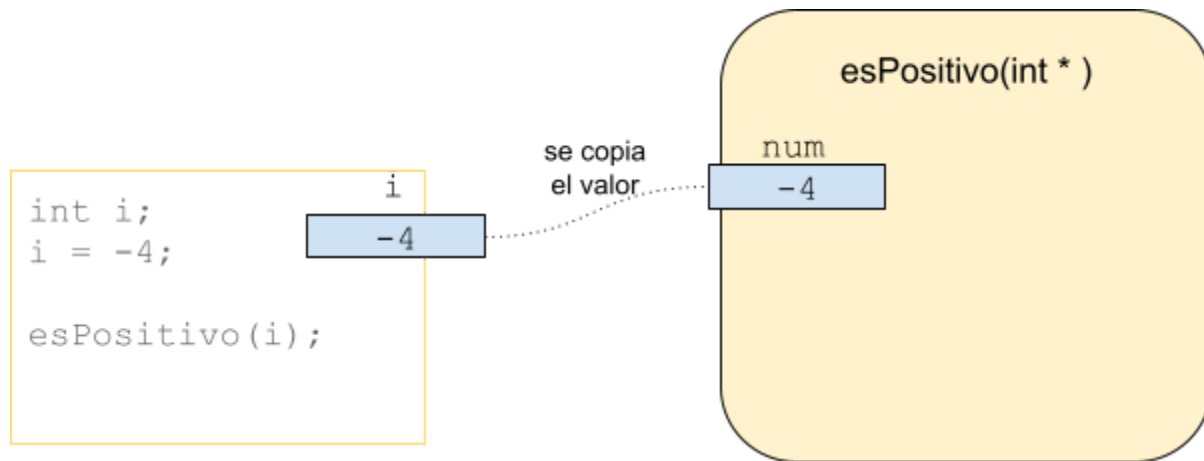 esPositivo(int * )
se copia
el valor
num
-4
i
-4
int i;
i = -4;
esPositivo(i);